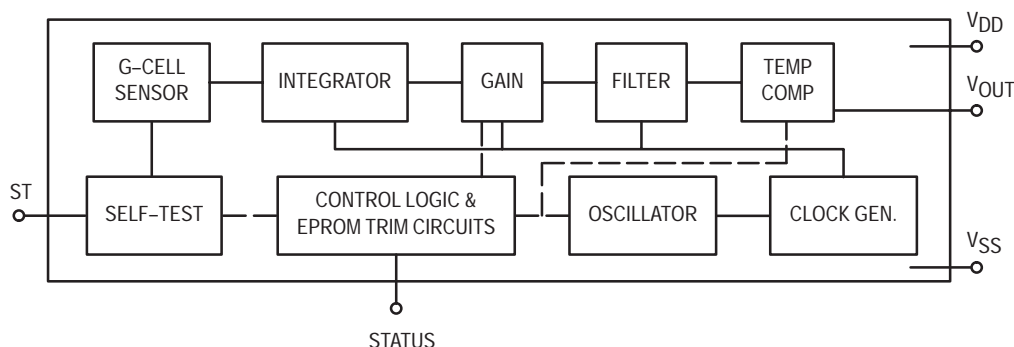 V_DD
G–CELL
SENSOR
INTEGRATOR
GAIN
FILTER
TEMP
COMP
V_OUT
ST
SELF–TEST
CONTROL LOGIC &
EPROM TRIM CIRCUITS
OSCILLATOR
CLOCK GEN.
V_SS
STATUS